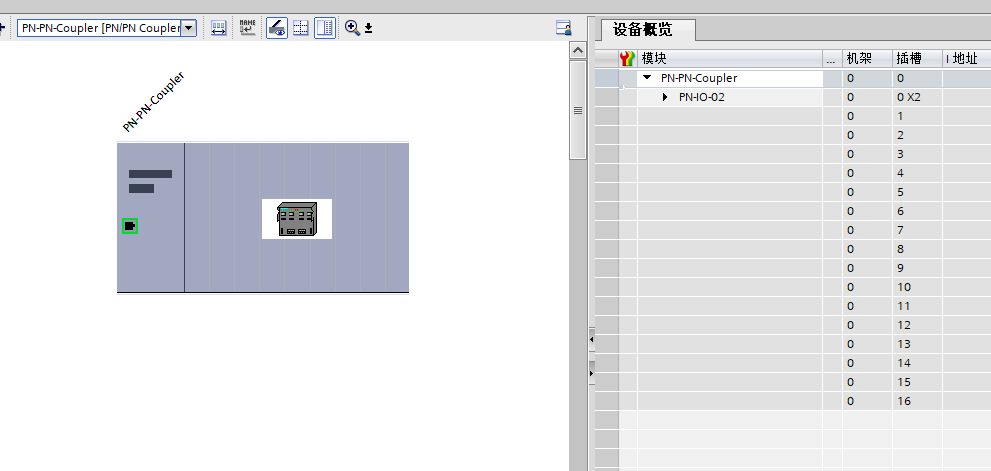 PN-PN-Coupler [PN/PN Coupler
NAME
PN-PN-Coupler
设备概览
模块 ... 机架 插槽 I 地址
PN-PN-Coupler 0 0
PN-IO-02 0 0 X2
0 1
0 2
0 3
0 4
0 5
0 6
0 7
0 8
0 9
0 10
0 11
0 12
0 13
0 14
0 15
0 16